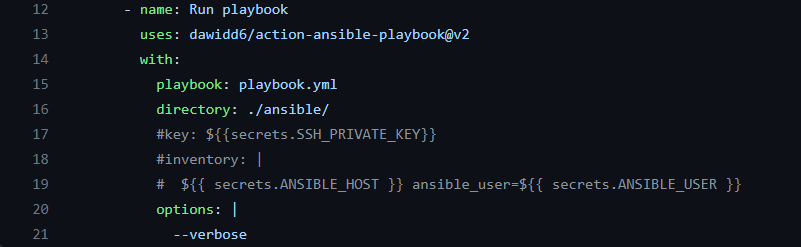 12 - name: Run playbook
13 uses: dawidd6/action-ansible-playbook@v2
14 with:
15 playbook: playbook.yml
16 directory: ./ansible/
17 #key: ${{secrets.SSH_PRIVATE_KEY}}
18 #inventory: |
19 #  ${{ secrets.ANSIBLE_HOST }} ansible_user=${{ secrets.ANSIBLE_USER }}
20 options: |
21 --verbose